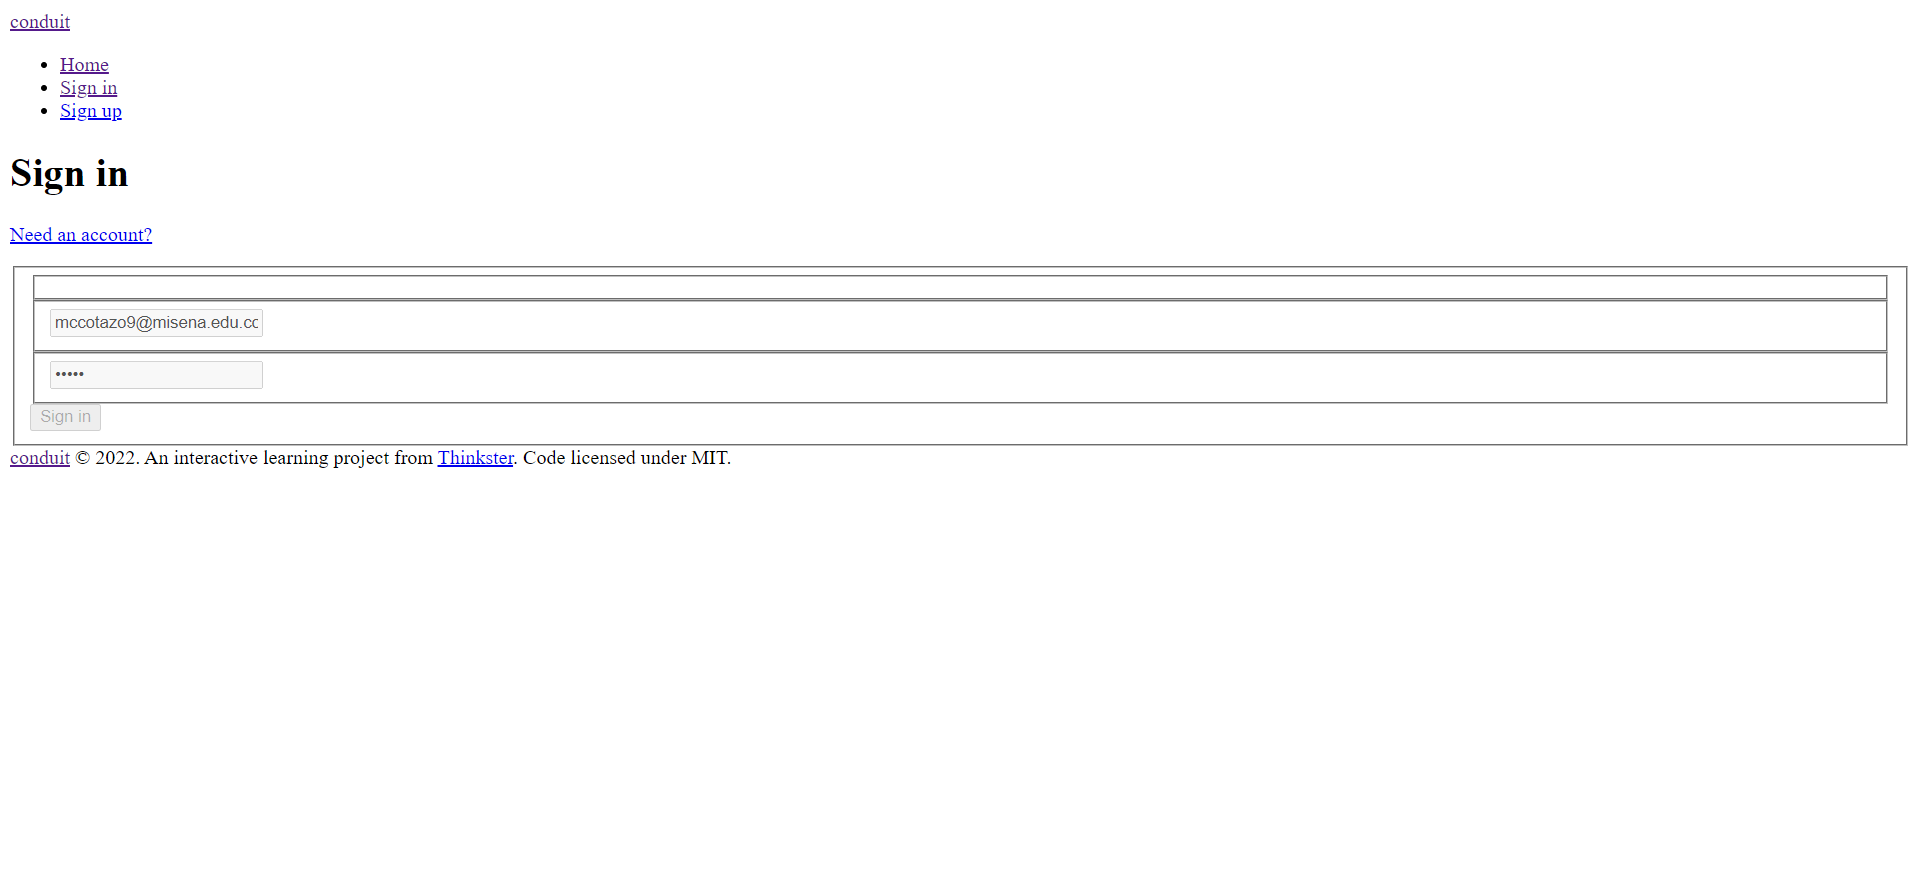 conduit
Home
Sign in
Sign up
Sign in
Need an account?
mccotazo9@misena.edu.cc
•••••
Sign in
conduit © 2022. An interactive learning project from Thinkster. Code licensed under MIT.